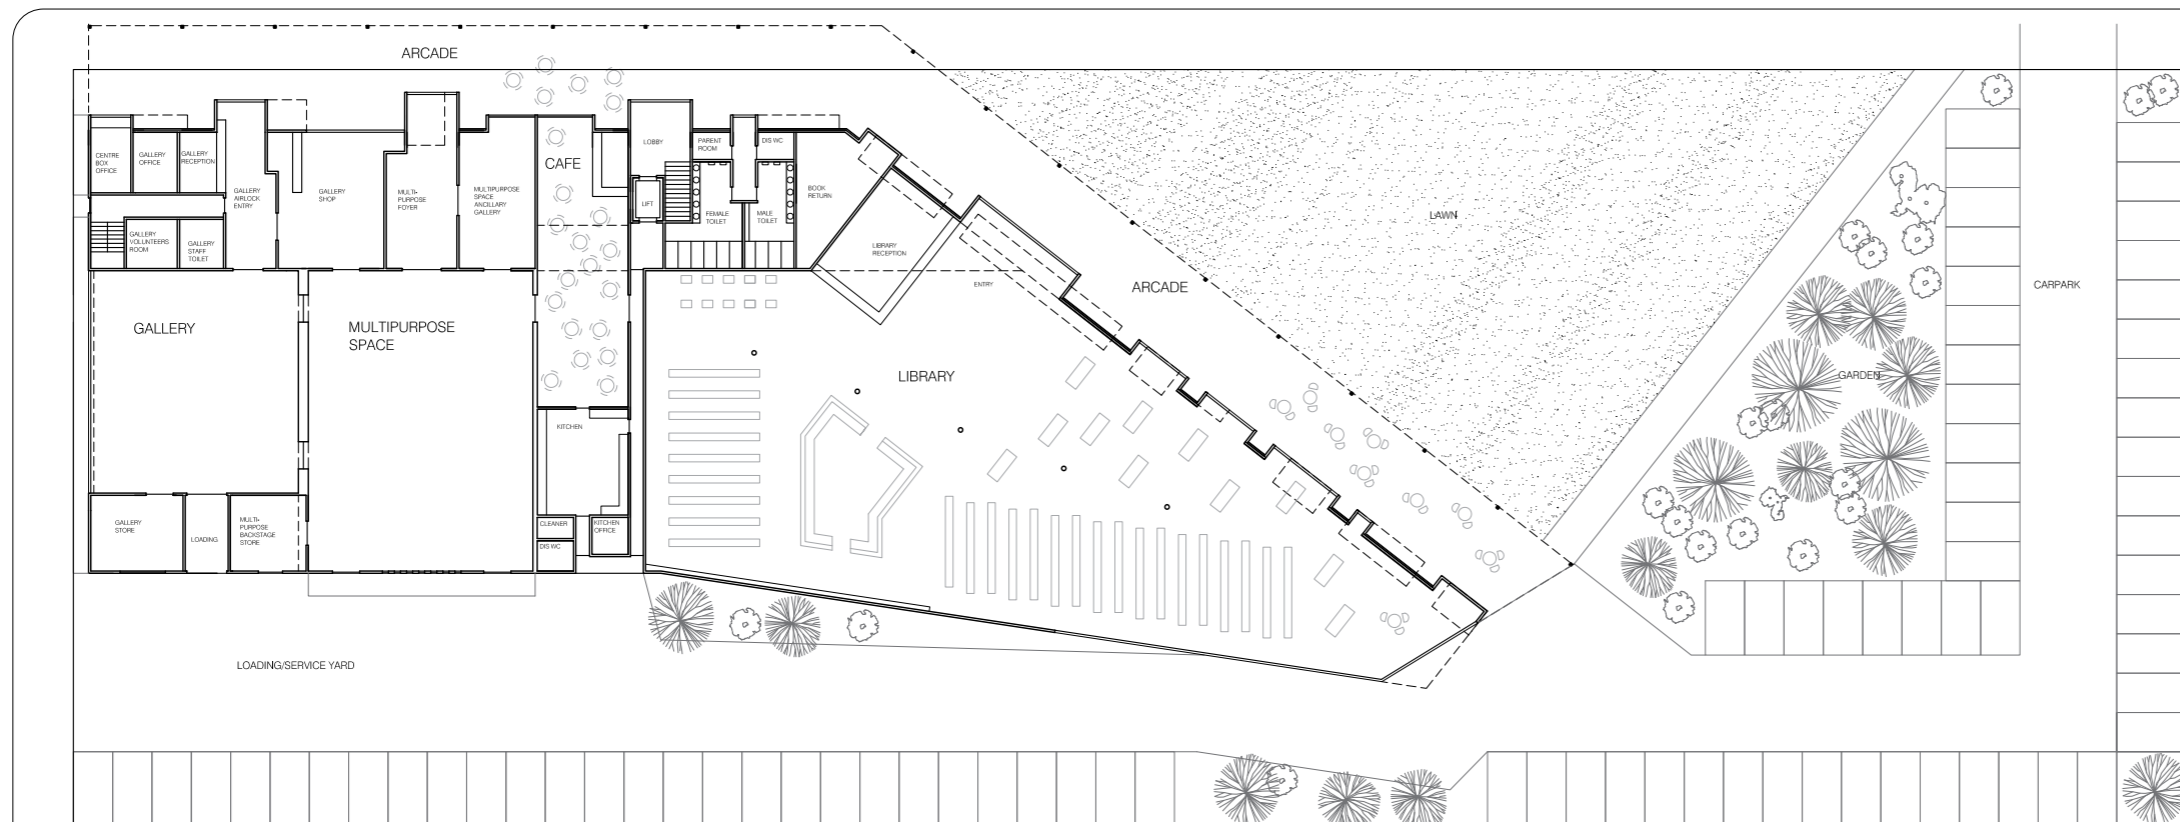 ARCADE
CENTRE
BOX
OFFICE
GALLERY
OFFICE
GALLERY
RECEPTION
GALLERY
AIRLOCK
ENTRY
GALLERY
SHOP
MULTI-
PURPOSE
FOYER
MULTIPURPOSE
SPACE
ANCILLARY
GALLERY
CAFE
LOBBY
LIFT
PARENT
ROOM
DIS WC
FEMALE
TOILET
MALE
TOILET
BOOK
RETURN
LIBRARY
RECEPTION
ENTRY
GALLERY
VOLUNTEERS
ROOM
GALLERY
STAFF
TOILET
LAWN
ARCADE
CARPARK
GALLERY
MULTIPURPOSE
SPACE
LIBRARY
GARDEN
KITCHEN
GALLERY
STORE
LOADING
MULTI-
PURPOSE
BACKSTAGE
STORE
CLEANER
KITCHEN
OFFICE
DIS WC
LOADING/SERVICE YARD